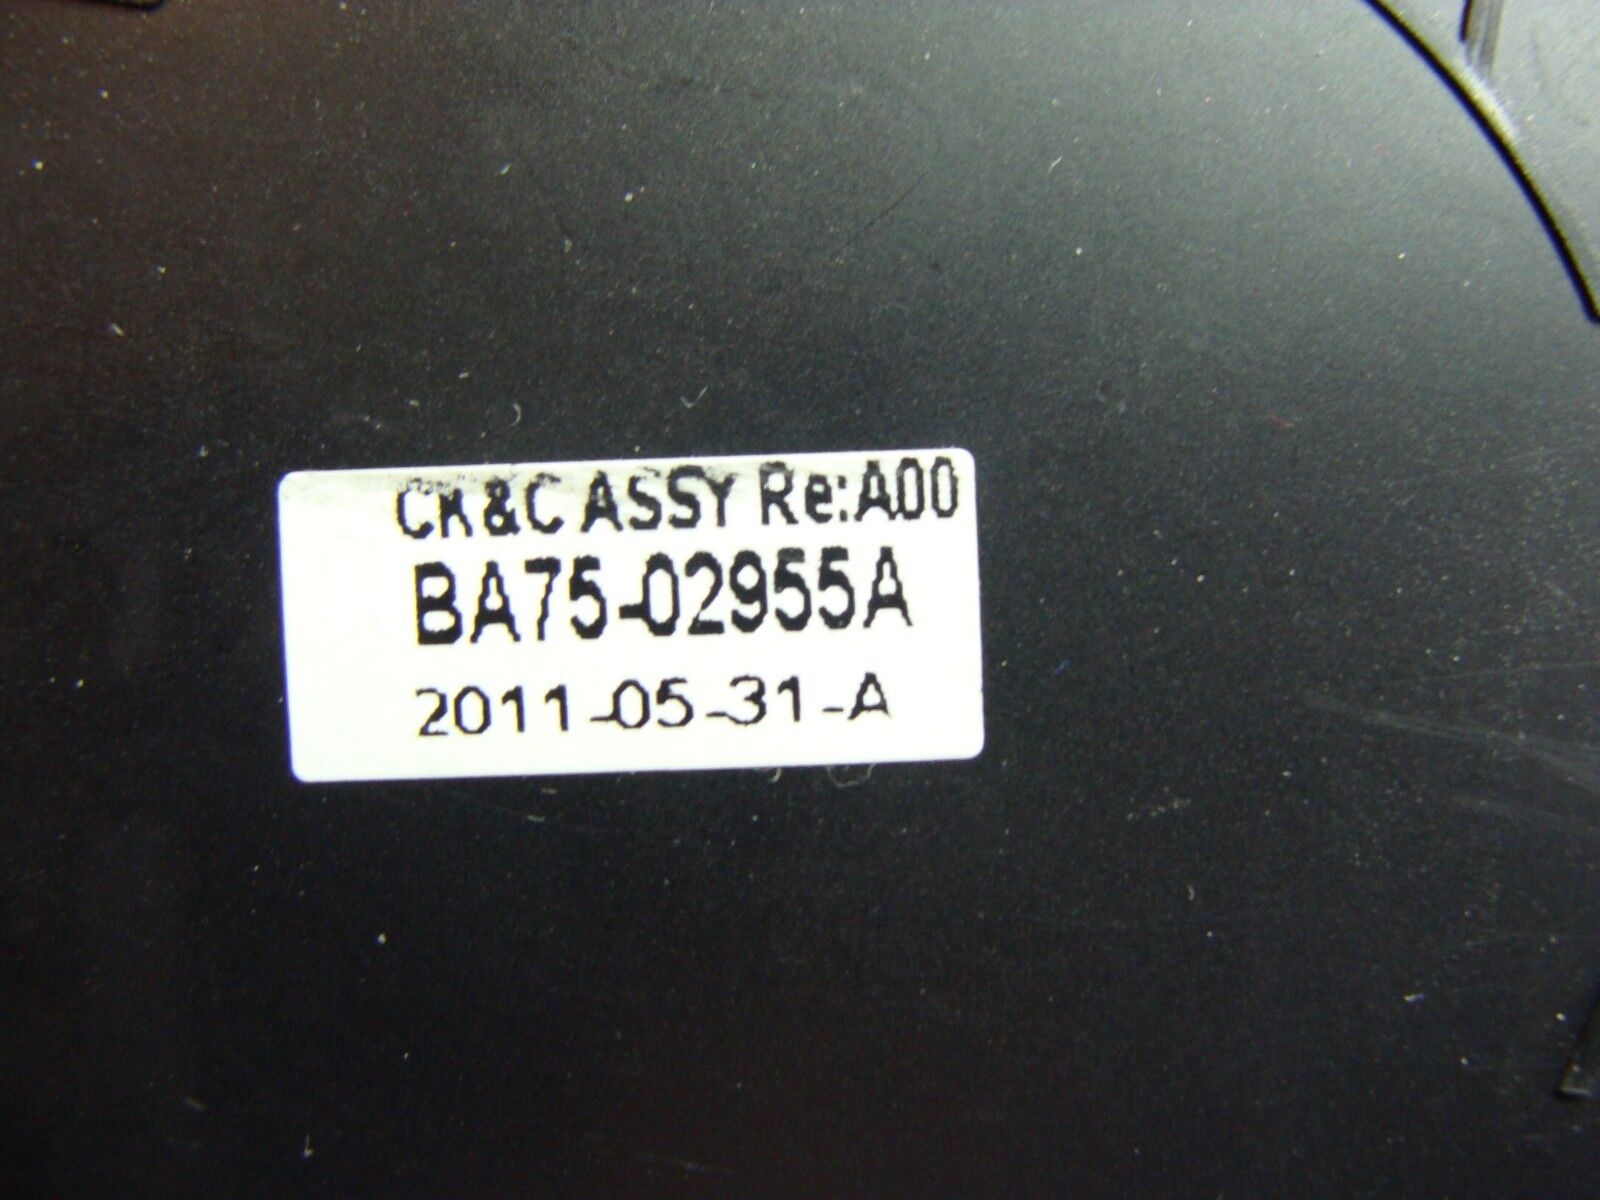 CK&C ASSY Re:A00
BA75-02955A
2011-05-31-A